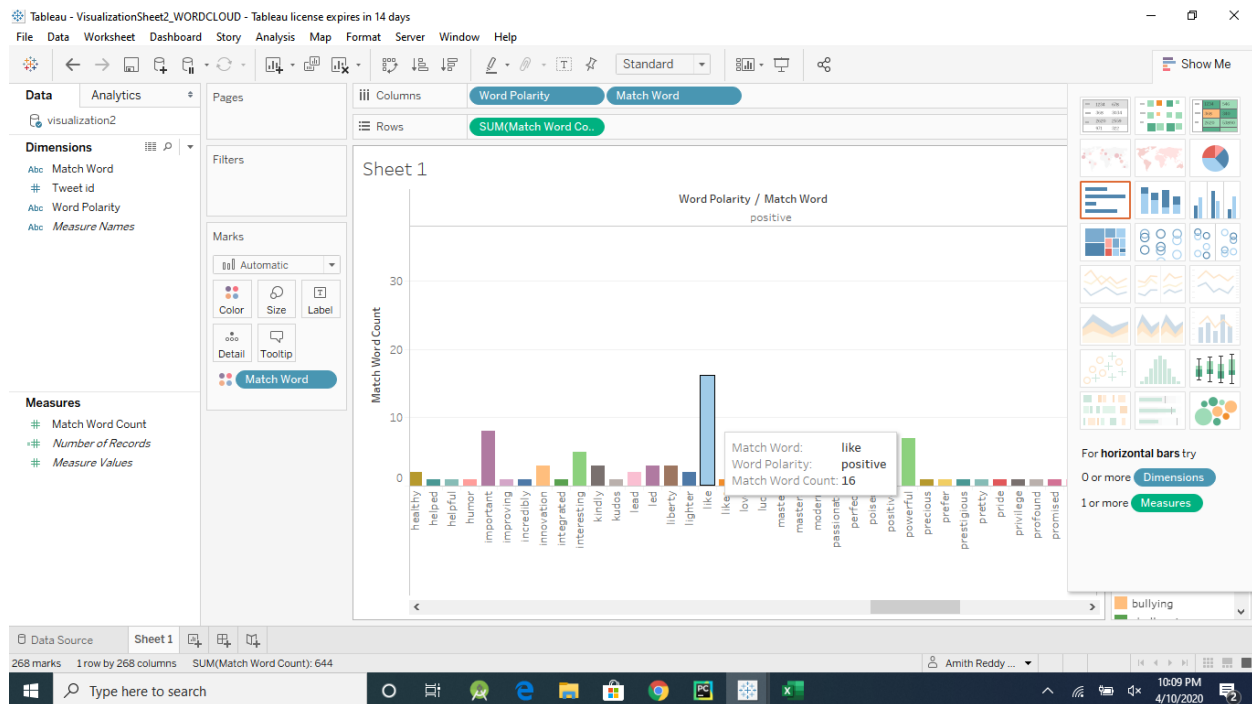 Tableau - VisualizationSheet2_WORDCLOUD - Tableau license expires in 14 days
File Data Worksheet Dashboard Story Analysis Map Format Server Window Help
Standard
Show Me
Data Analytics
visualization2
Dimensions
Abc Match Word
# Tweet id
Abc Word Polarity
Abc Measure Names
Measures
# Match Word Count
=# Number of Records
# Measure Values
Pages
Filters
Marks
Automatic
Color Size Label
Detail Tooltip
Match Word
iii Columns Word Polarity Match Word
Rows SUM(Match Word Co..
Sheet 1
Word Polarity / Match Word
positive
Match Word Count
30
20
10
0
healthy
helped
helpful
humor
important
improving
incredibly
innovation
integrated
interesting
kindly
kudos
lead
led
liberty
lighter
like
modern
powerful
precious
prefer
prestigious
pretty
pride
privilege
profound
promised
Match Word: like
Word Polarity: positive
Match Word Count: 16
For horizontal bars try
0 or more Dimensions
1 or more Measures
bullying
Data Source Sheet 1
268 marks 1 row by 268 columns SUM(Match Word Count): 644
Amith Reddy ...
Type here to search
10:09 PM
4/10/2020
2